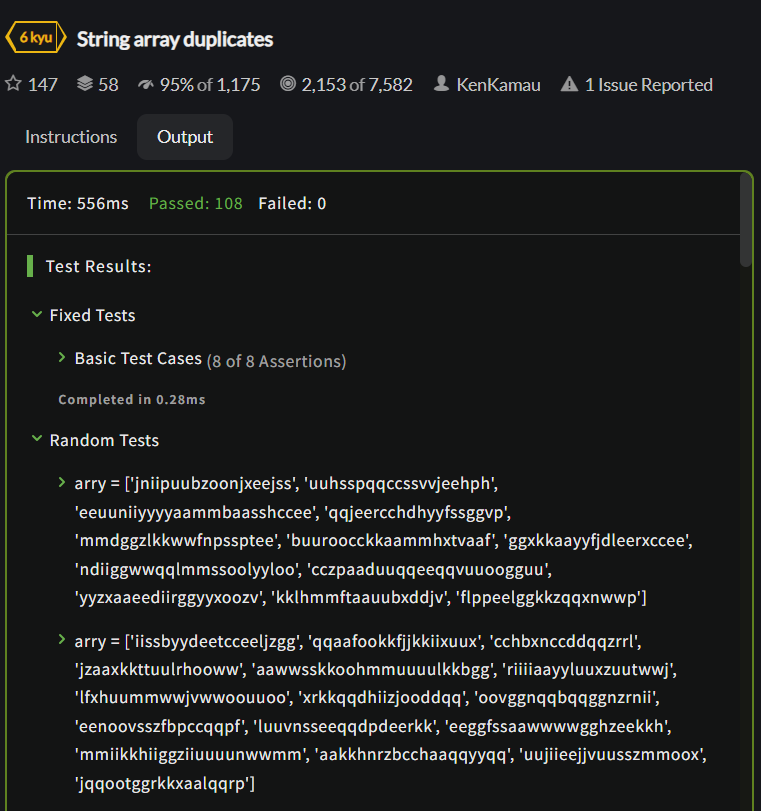 6 kyu String array duplicates
147 58 95% of 1,175 2,153 of 7,582 KenKamau 1 Issue Reported
Instructions Output
Time: 556ms Passed: 108 Failed: 0
Test Results:
Fixed Tests
Basic Test Cases (8 of 8 Assertions)
Completed in 0.28ms
Random Tests
arry = ['jniipuubzoonjxeejss', 'uuhsspqqccssvvjeehph',
'eeuuniiyyyyaammbaasshccee', 'qqjeercchdhyyfssggvp',
'mmdggzlkkwwfnpssptee', 'buuroocckkaammhxtvaaf', 'ggxkkaayyfjdleerxccee',
'ndiiggwwqqlmmssoolyyloo', 'cczpaaduuqqeeqqvuuoogguu',
'yyzxaaeediirggyyxoozv', 'kklhmmftaauubxddjv', 'flppeelggkkzqqxnwwp']
arry = ['iissbyydeetcceeljzgg', 'qqaafookkfjjkkiixuux', 'cchbxnccddqqzrrl',
'jzaaxkkttuulrhooww', 'aawwsskkoohmmuuuulkkbgg', 'riiiiaayyluuxzuutwwj',
'lfxhuummwwjvwwoouuoo', 'xrkkqqdhiizjooddqq', 'oovggnqqbqqggnzrnii',
'eenoovsszfbpccqqpf', 'luuvnsseeqqdpdeerkk', 'eeggfssaawwwwgghzeekkh',
'mmiikkhiiggziiuuuunwwmm', 'aakkhnrzbcchaaqqyyqq', 'uujiieejjvuusszmmoox',
'jqqootggrkkxaalqqrp']